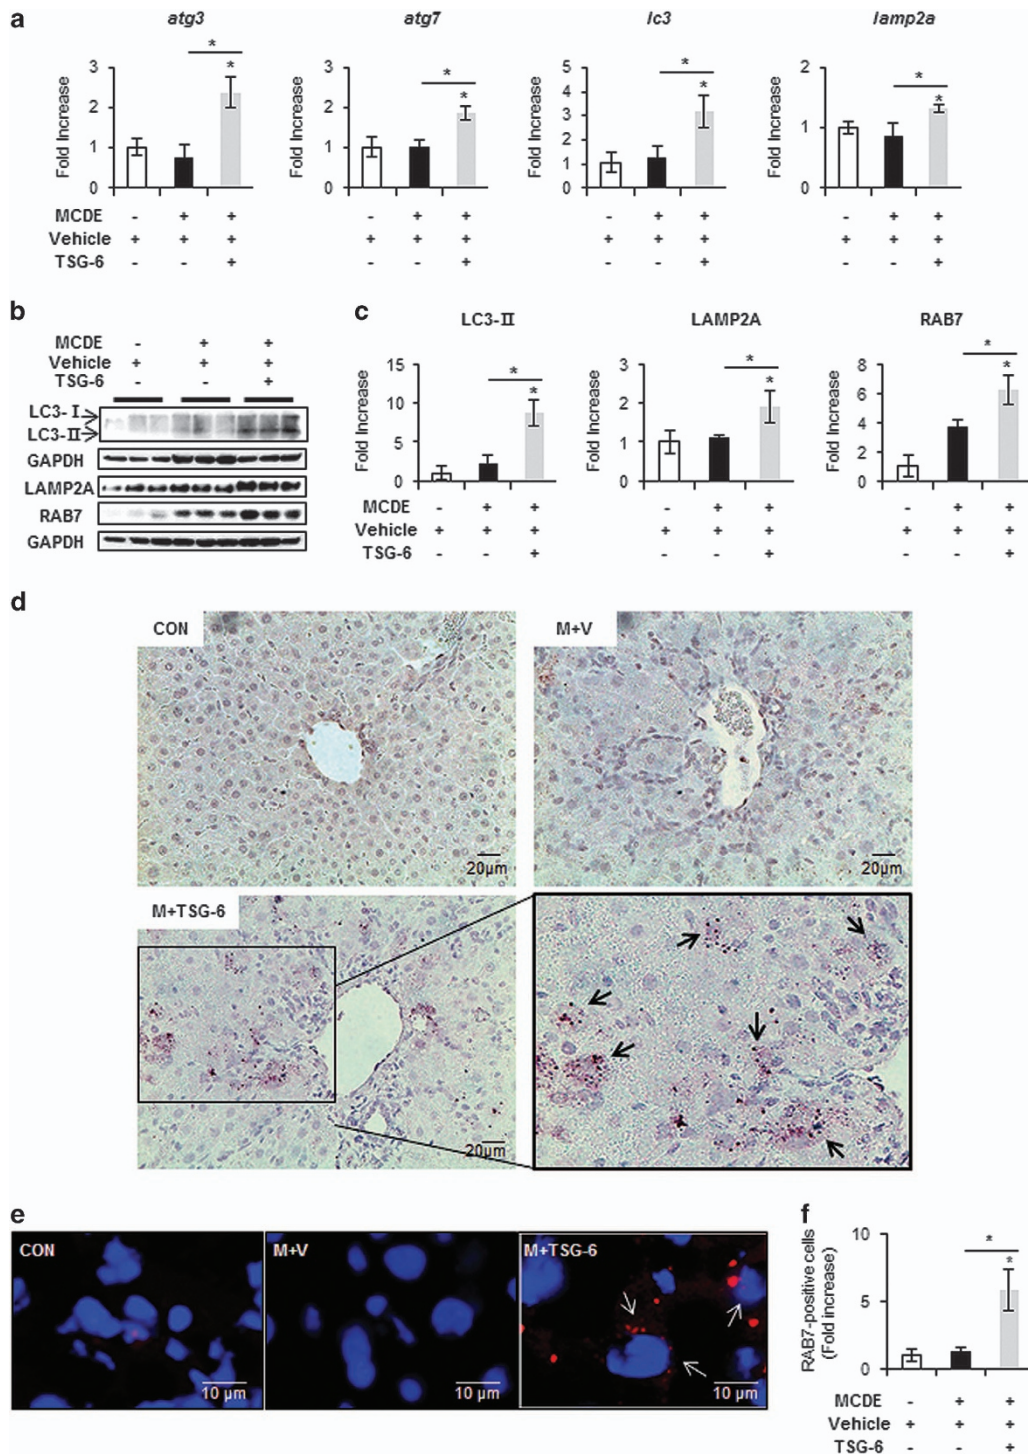 a
atg3 atg7 lc3 lamp2a
Fold Increase 3 2 1 0 * *
Fold Increase 3 2 1 0 * *
Fold Increase 5 4 3 2 1 0 * *
Fold Increase 2 1 0 * *
MCDE - + + - + + - + + - + +
Vehicle + + + + + + + + + + + +
TSG-6 - - + - - + - - + - - +
b
MCDE - + +
Vehicle + + +
TSG-6 - - +
LC3-I
LC3-II
GAPDH
LAMP2A
RAB7
GAPDH
c
LC3-II LAMP2A RAB7
Fold Increase 15 10 5 0 * *
Fold Increase 3 2 1 0 * *
Fold Increase 8 6 4 2 0 * *
MCDE - + + - + + - + +
Vehicle + + + + + + + + +
TSG-6 - - + - - + - - +
d
CON
20µm
M+V
20µm
M+TSG-6
20µm
e
CON
10 µm
M+V
10 µm
M+TSG-6
10 µm
f
RAB7-positive cells
(Fold increase)
10 5 0 * *
MCDE - + +
Vehicle + + +
TSG-6 - - +